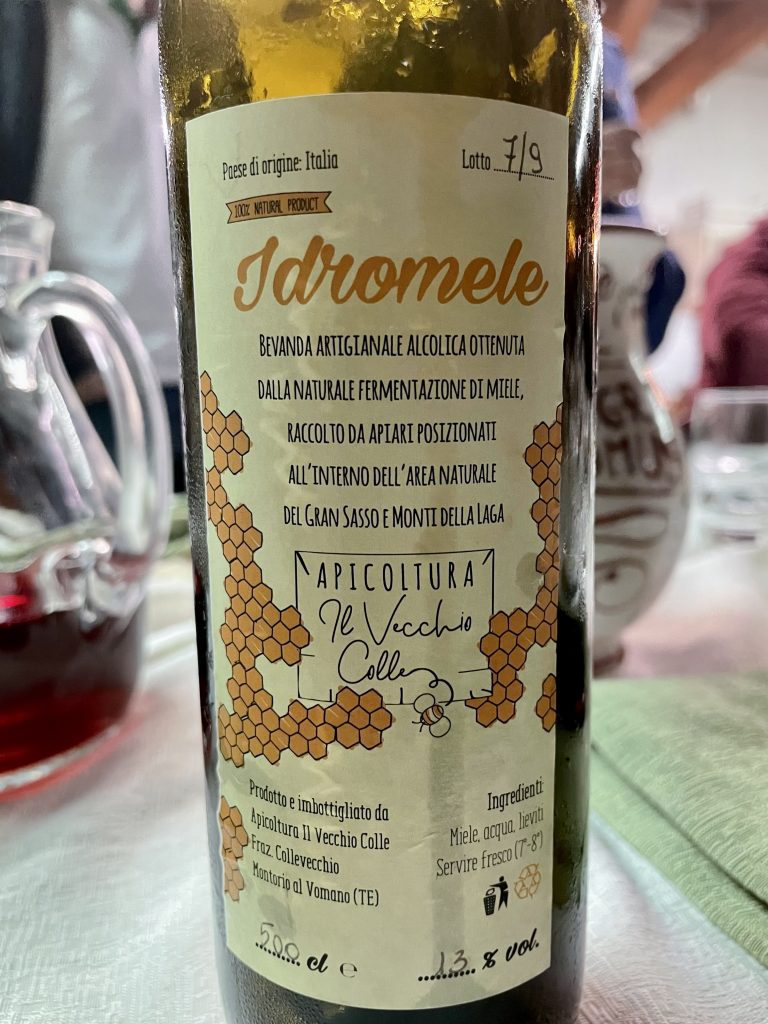 Paese di origine: Italia
Lotto 7/9
100% NATURAL PRODUCT
Idromele
BEVANDA ARTIGIANALE ALCOLICA OTTENUTA
DALLA NATURALE FERMENTAZIONE DI MIELE,
RACCOLTO DA APIARI POSIZIONATI
ALL'INTERNO DELL'AREA NATURALE
DEL GRAN SASSO E MONTI DELLA LAGA
APICOLTURA
Il Vecchio
Colle
Prodotto e imbottigliato da
Apicoltura Il Vecchio Colle
Fraz. Collevecchio
Montorio al Vomano (TE)
Ingredienti:
Miele, acqua, lieviti
Servire fresco (7°-8°)
500 cl e
13 % vol.